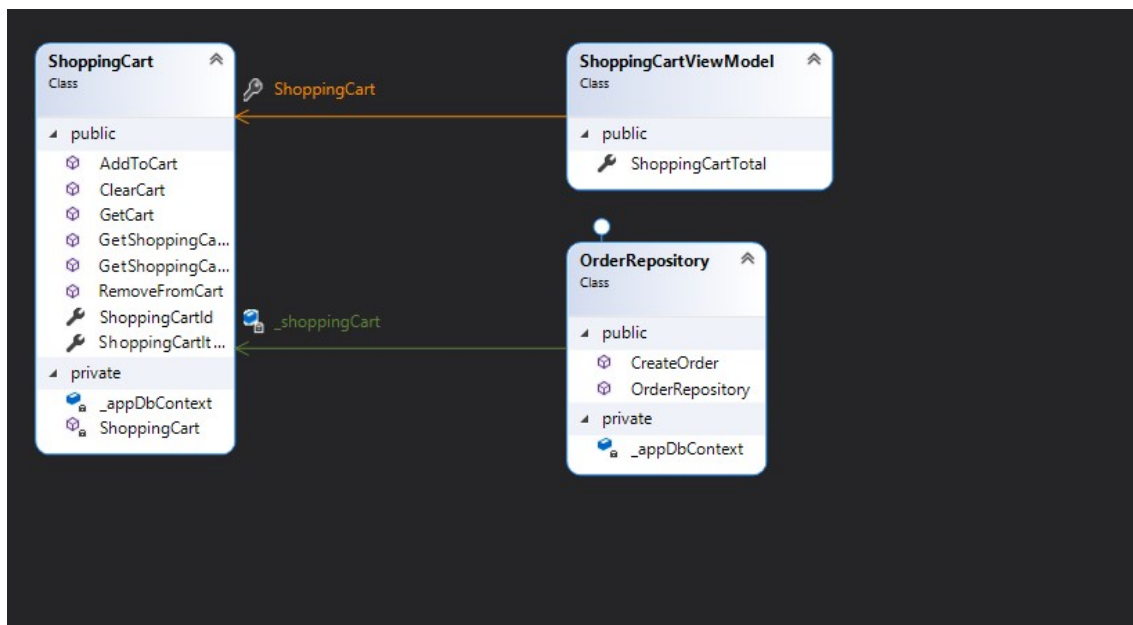 ShoppingCart
Class
public
AddToCart
ClearCart
GetCart
GetShoppingCa...
GetShoppingCa...
RemoveFromCart
ShoppingCartId
ShoppingCartIt...
private
_appDbContext
ShoppingCart
ShoppingCart
_shoppingCart
ShoppingCartViewModel
Class
public
ShoppingCartTotal
OrderRepository
Class
public
CreateOrder
OrderRepository
private
_appDbContext